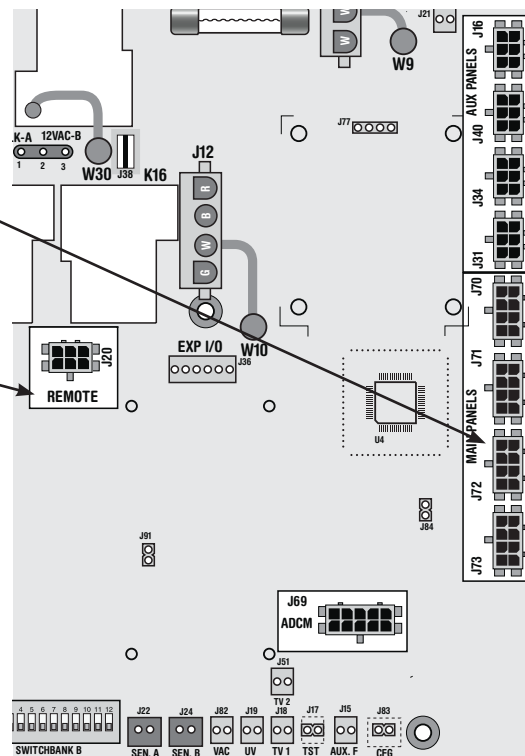 J21
W
W
W9
J16
AUX PANELS
J40
J34
J31
J77
LK-A 12VAC-B
1 2 3
W30
J38
K16
J12
R
B
W
G
W10
EXP I/O
J36
J20
REMOTE
J70
J71
MAIN PANELS
J72
J73
U4
J84
J91
J69
ADCM
J51
TV 2
4 5 6 7 8 9 10 11 12
SWITCHBANK B
J22
SEN. A
J24
SEN. B
J82
VAC
J19
UV
J18
TV 1
J17
TST
J15
AUX. F
J83
CFG